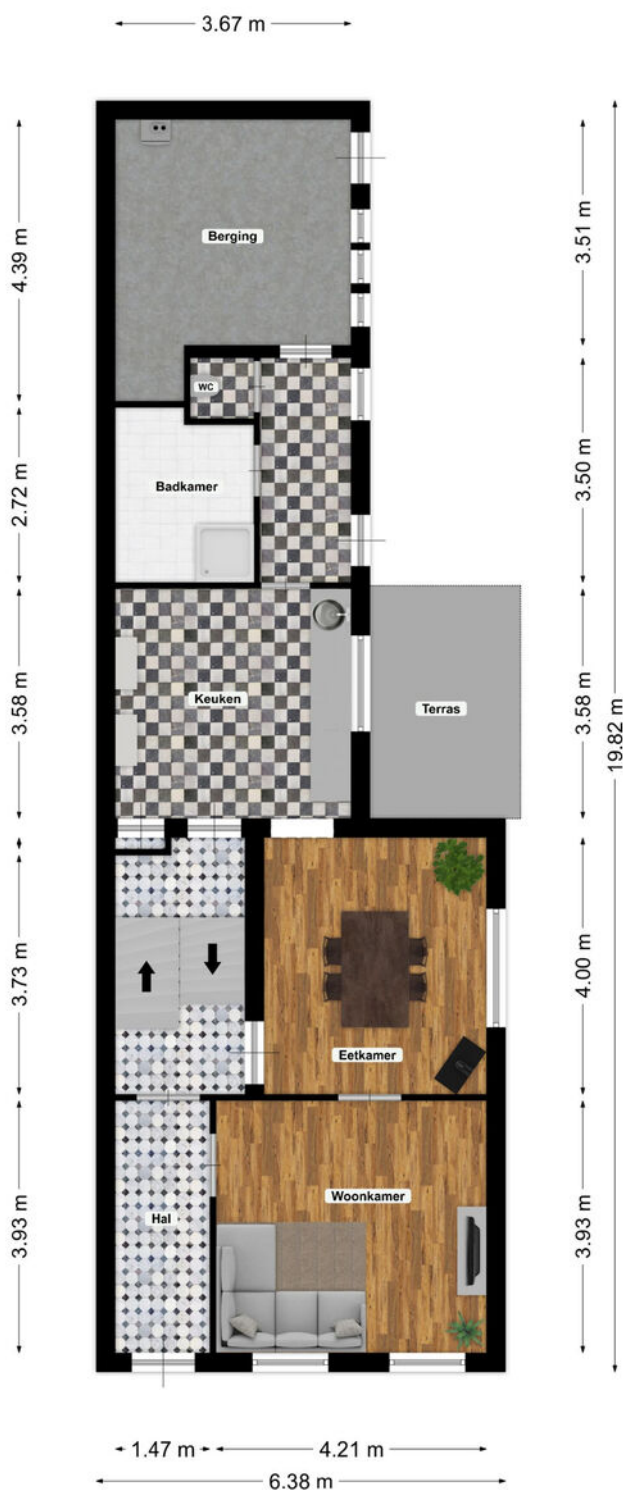 3.67 m
Berging
4.39 m
3.51 m
WC
Badkamer
2.72 m
3.50 m
Keuken
3.58 m
Terras
3.58 m
19.82 m
3.73 m
4.00 m
Eetkamer
Woonkamer
Hal
3.93 m
3.93 m
1.47 m
4.21 m
6.38 m